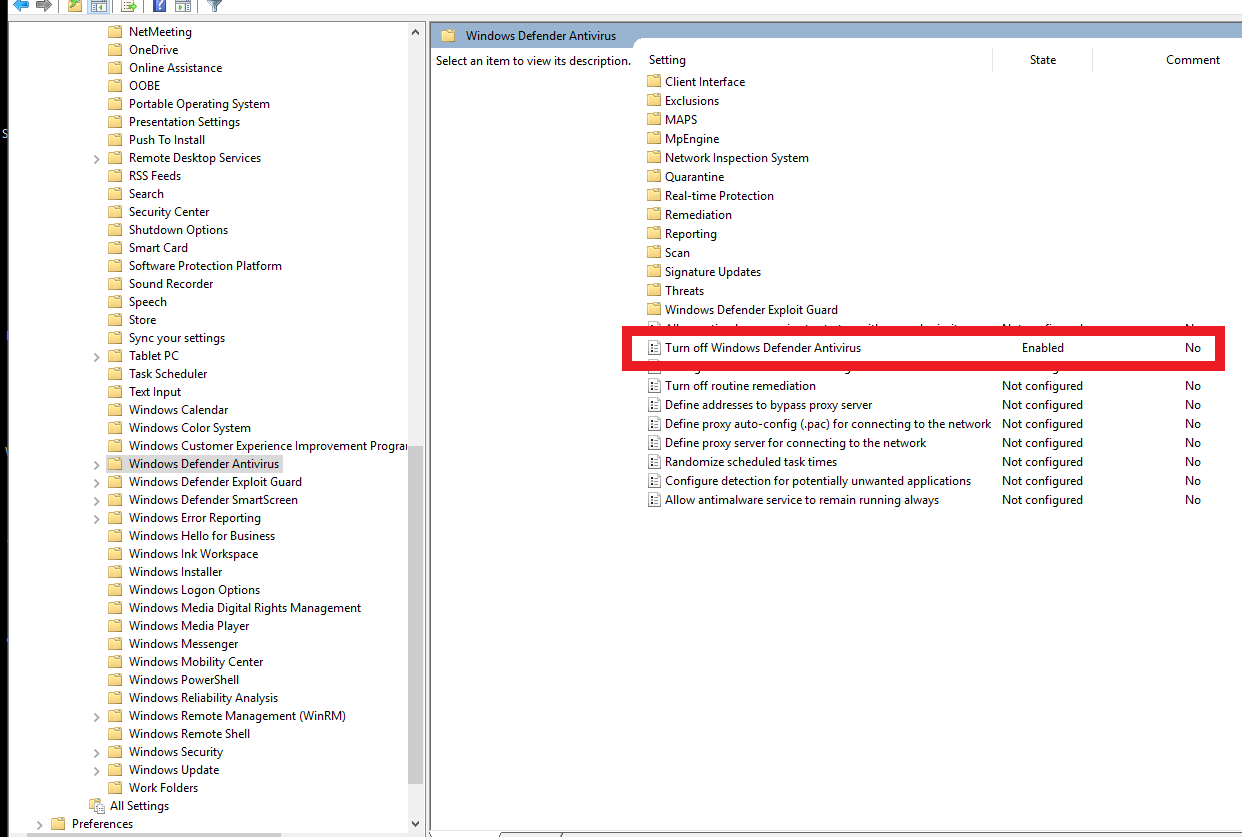 NetMeeting
OneDrive
Online Assistance
OOBE
Portable Operating System
Presentation Settings
Push To Install
Remote Desktop Services
RSS Feeds
Search
Security Center
Shutdown Options
Smart Card
Software Protection Platform
Sound Recorder
Speech
Store
Sync your settings
Tablet PC
Task Scheduler
Text Input
Windows Calendar
Windows Color System
Windows Customer Experience Improvement Prograr
Windows Defender Antivirus
Windows Defender Exploit Guard
Windows Defender SmartScreen
Windows Error Reporting
Windows Hello for Business
Windows Ink Workspace
Windows Installer
Windows Logon Options
Windows Media Digital Rights Management
Windows Media Player
Windows Messenger
Windows Mobility Center
Windows PowerShell
Windows Reliability Analysis
Windows Remote Management (WinRM)
Windows Remote Shell
Windows Security
Windows Update
Work Folders
All Settings
Preferences
Windows Defender Antivirus
Select an item to view its description.
Setting State Comment
Client Interface
Exclusions
MAPS
MpEngine
Network Inspection System
Quarantine
Real-time Protection
Remediation
Reporting
Scan
Signature Updates
Threats
Windows Defender Exploit Guard
Turn off Windows Defender Antivirus Enabled No
Turn off routine remediation Not configured No
Define addresses to bypass proxy server Not configured No
Define proxy auto-config (.pac) for connecting to the network Not configured No
Define proxy server for connecting to the network Not configured No
Randomize scheduled task times Not configured No
Configure detection for potentially unwanted applications Not configured No
Allow antimalware service to remain running always Not configured No